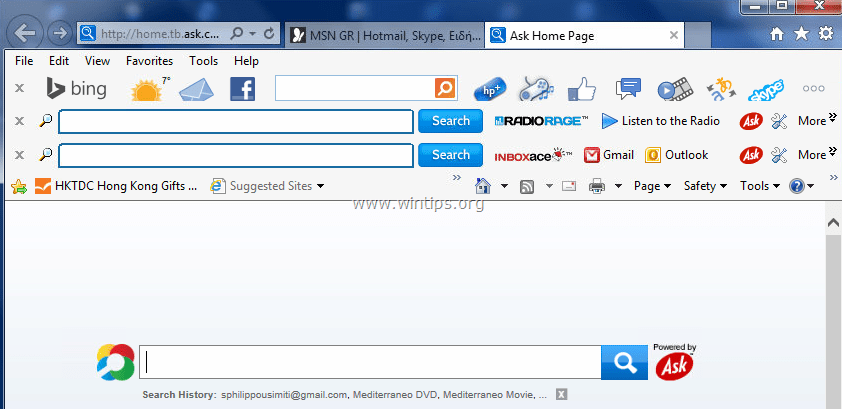 http://home.tb.ask.c... MSN GR | Hotmail, Skype, Ειδή... Ask Home Page
File Edit View Favorites Tools Help
bing 7° hp+ skype
Search RADIORAGE™ Listen to the Radio Ask More »
Search INBOXace™ Gmail Outlook Ask More »
HKTDC Hong Kong Gifts ... Suggested Sites » Page Safety Tools »
www.wintips.org
Powered by
Ask™
Search History: sphilippousimiti@gmail.com, Mediterraneo DVD, Mediterraneo Movie, ...